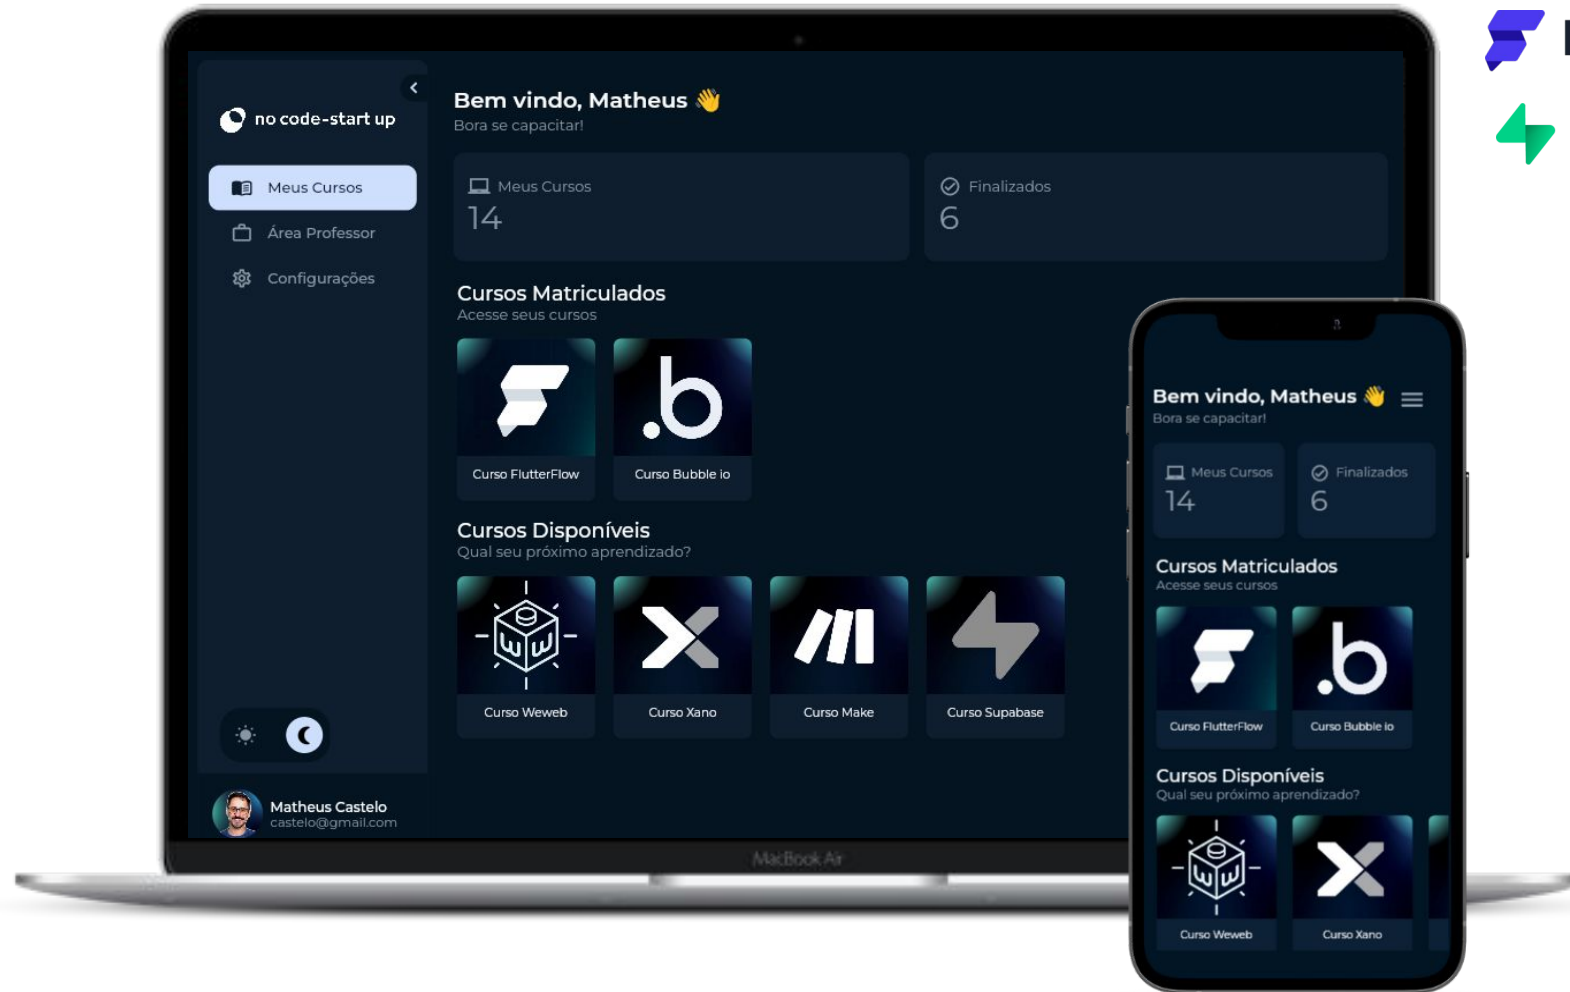 no code-start up
Meus Cursos
Área Professor
Configurações
Matheus Castelo
castelo@gmail.com
Bem vindo, Matheus 👋
Bora se capacitar!
Meus Cursos
14
Finalizados
6
Cursos Matriculados
Acesse seus cursos
Curso FlutterFlow
Curso Bubble io
Cursos Disponíveis
Qual seu próximo aprendizado?
Curso Weweb
Curso Xano
Curso Make
Curso Supabase
MacBook Air
Bem vindo, Matheus 👋
Bora se capacitar!
Meus Cursos
14
Finalizados
6
Cursos Matriculados
Acesse seus cursos
Curso FlutterFlow
Curso Bubble io
Cursos Disponíveis
Qual seu próximo aprendizado?
Curso Weweb
Curso Xano